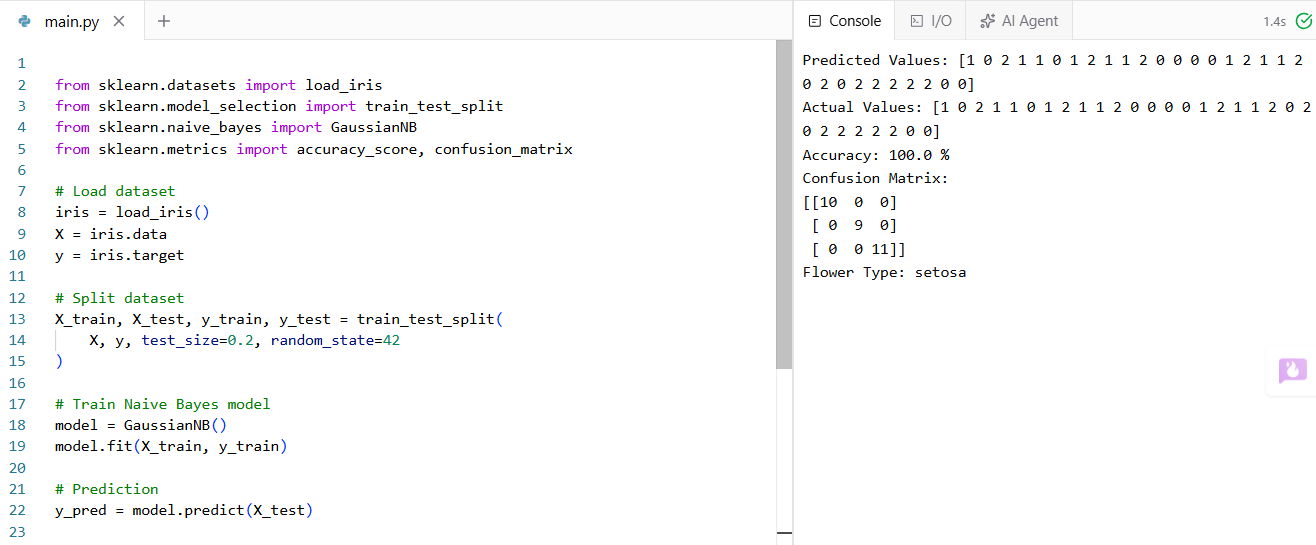 main.py
Console
I/O
AI Agent
1.4s
1
2 from sklearn.datasets import load_iris
3 from sklearn.model_selection import train_test_split
4 from sklearn.naive_bayes import GaussianNB
5 from sklearn.metrics import accuracy_score, confusion_matrix
6
7 # Load dataset
8 iris = load_iris()
9 X = iris.data
10 y = iris.target
11
12 # Split dataset
13 X_train, X_test, y_train, y_test = train_test_split(
14     X, y, test_size=0.2, random_state=42
15 )
16
17 # Train Naive Bayes model
18 model = GaussianNB()
19 model.fit(X_train, y_train)
20
21 # Prediction
22 y_pred = model.predict(X_test)
23
Predicted Values: [1 0 2 1 1 0 1 2 1 1 2 0 0 0 0 1 2 1 1 2
0 2 0 2 2 2 2 2 0 0]
Actual Values: [1 0 2 1 1 0 1 2 1 1 2 0 0 0 0 1 2 1 1 2 0 2
0 2 2 2 2 2 0 0]
Accuracy: 100.0 %
Confusion Matrix:
[[10  0  0]
 [ 0  9  0]
 [ 0  0 11]]
Flower Type: setosa